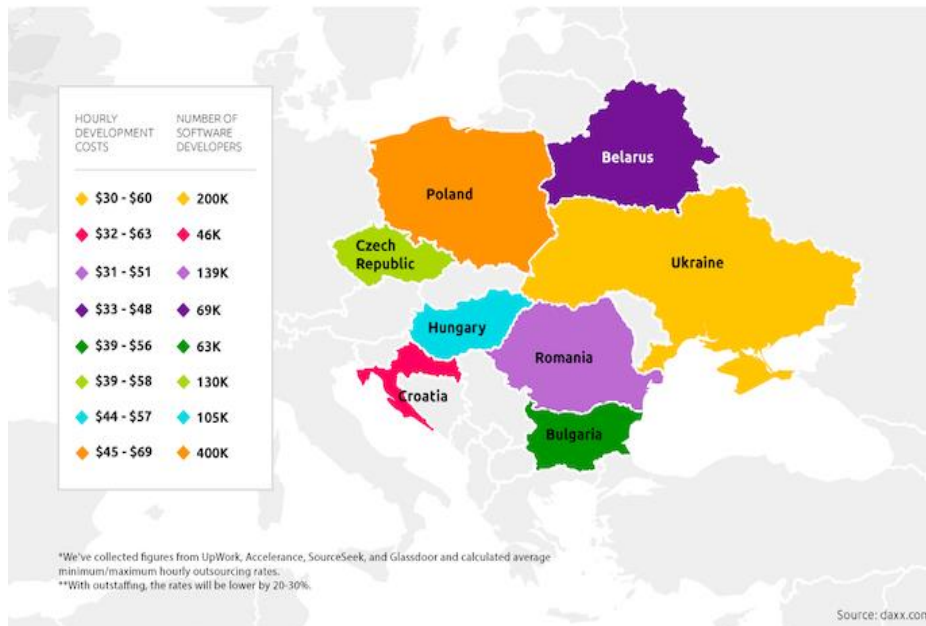 HOURLY
DEVELOPMENT
COSTS
NUMBER OF
SOFTWARE
DEVELOPERS
$30 - $60 200K
$32 - $63 46K
$31 - $51 139K
$33 - $48 69K
$39 - $56 63K
$39 - $58 130K
$44 - $57 105K
$45 - $69 400K
Belarus
Poland
Czech
Republic
Ukraine
Hungary
Romania
Croatia
Bulgaria
*We've collected figures from UpWork, Accelerance, SourceSeek, and Glassdoor and calculated average
minimum/maximum hourly outsourcing rates.
**With outstaffing, the rates will be lower by 20-30%.
Source: daxx.com